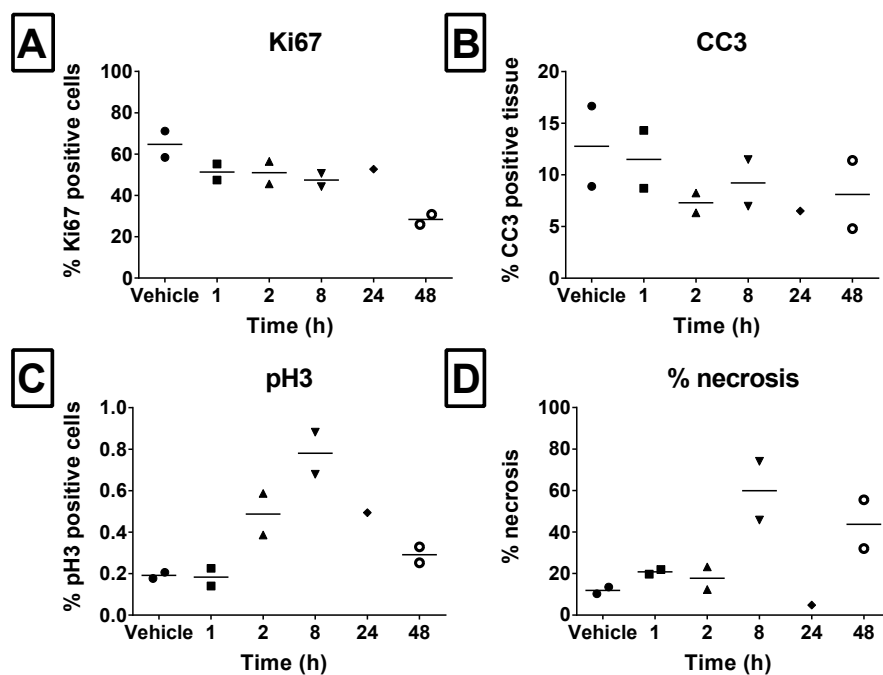 A
Ki67
% Ki67 positive cells
100
80
60
40
20
0
Vehicle 1 2 8 24 48
Time (h)
B
CC3
% CC3 positive tissue
20
15
10
5
0
Vehicle 1 2 8 24 48
Time (h)
C
pH3
% pH3 positive cells
1.0
0.8
0.6
0.4
0.2
0.0
Vehicle 1 2 8 24 48
Time (h)
D
% necrosis
% necrosis
100
80
60
40
20
0
Vehicle 1 2 8 24 48
Time (h)